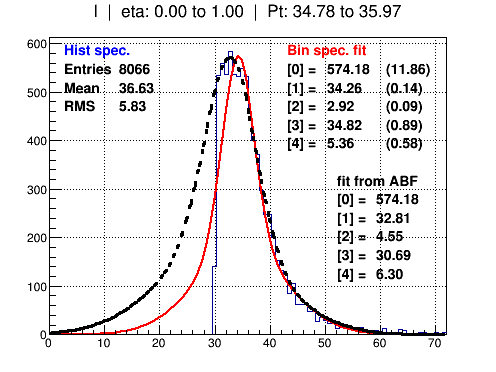 I | eta: 0.00 to 1.00 | Pt: 34.78 to 35.97
Hist spec.
Entries 8066
Mean 36.63
RMS 5.83
Bin spec. fit
[0] = 574.18 (11.86)
[1] = 34.26 (0.14)
[2] = 2.92 (0.09)
[3] = 34.82 (0.89)
[4] = 5.36 (0.58)
fit from ABF
[0] = 574.18
[1] = 32.81
[2] = 4.55
[3] = 30.69
[4] = 6.30
600
500
400
300
200
100
0
0 10 20 30 40 50 60 70